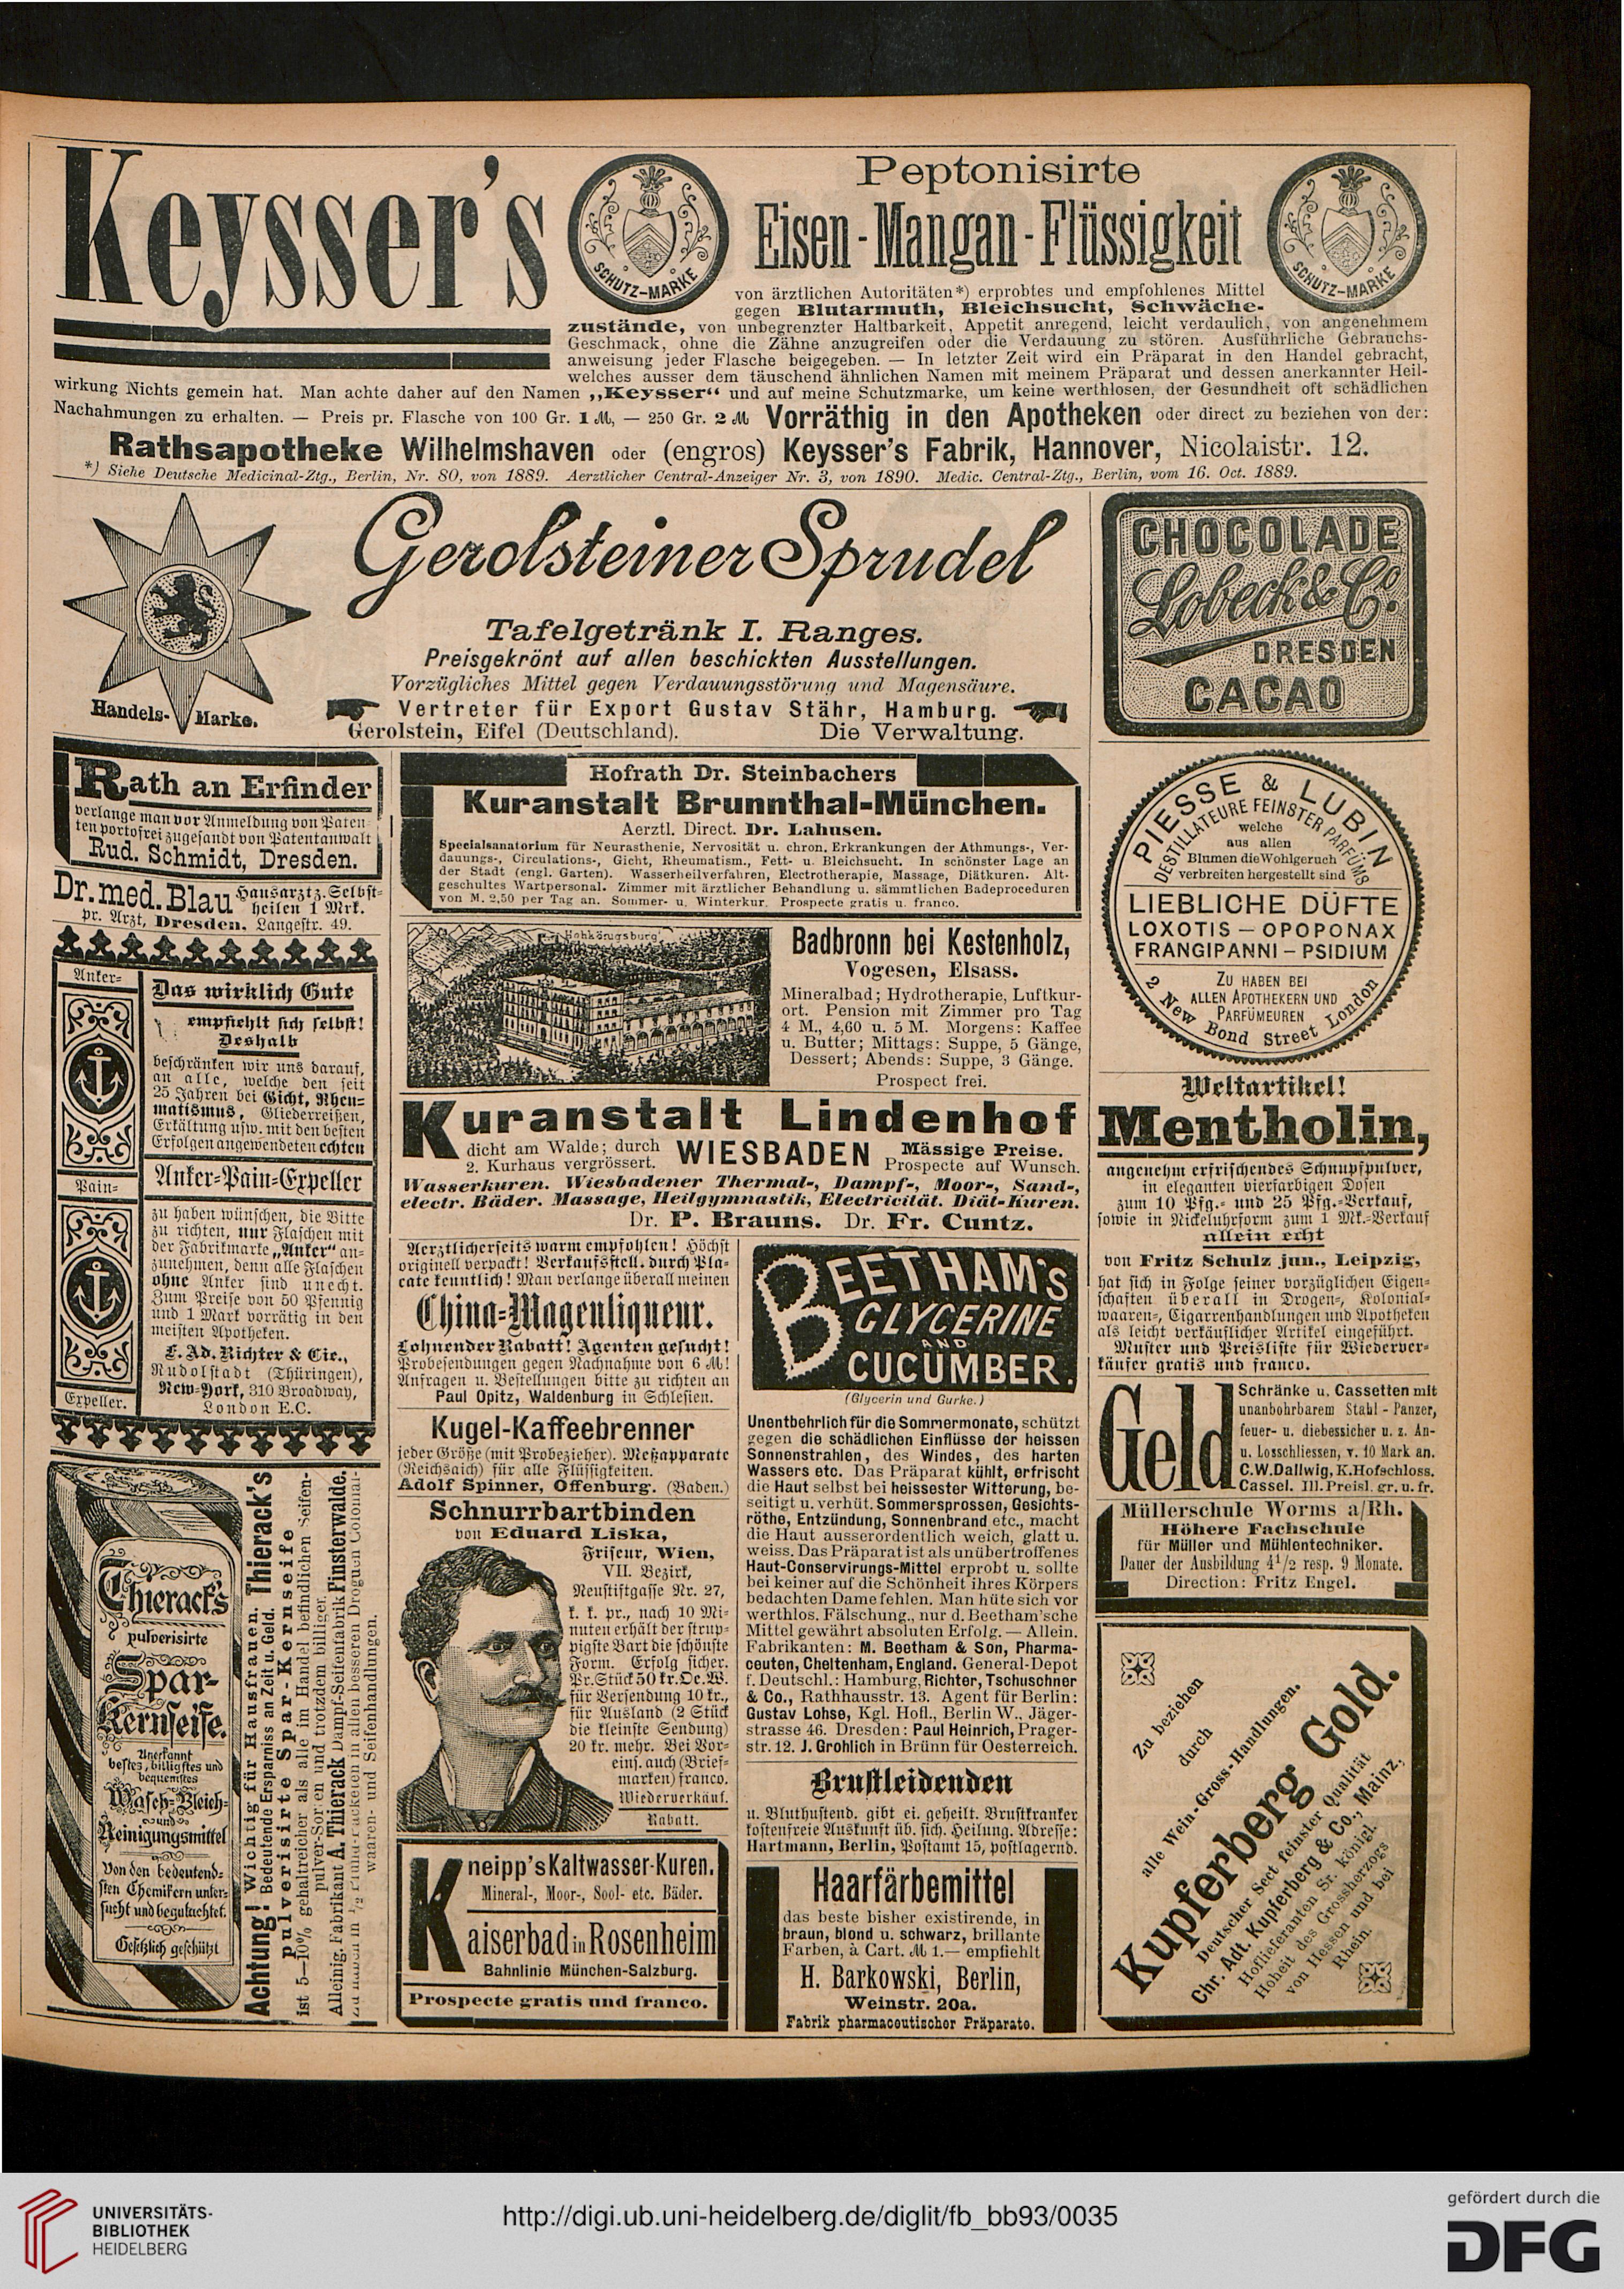 Keysser's
SCHUTZ-MARKE
Peptonisirte
Eisen-Mangan-Flüssigkeit
SCHUTZ-MARKE
von ärztlichen Autoritäten*) erprobtes und empfohlenes Mittel
gegen Blutarmuth, Bleichsucht, Schwäche-
zustände, von unbegrenzter Haltbarkeit, Appetit anregend, leicht verdaulich, von angenehmem
Geschmack, ohne die Zähne anzugreifen oder die Verdauung zu stören. Ausführliche Gebrauchs-
anweisung jeder Flasche beigegeben. — In letzter Zeit wird ein Präparat in den Handel gebracht,
welches ausser dem täuschend ähnlichen Namen mit meinem Präparat und dessen anerkannter Heil-
wirkung Nichts gemein hat. Man achte daher auf den Namen „Keysser“ und auf meine Schutzmarke, um keine werthlosen, der Gesundheit oft schädlichen
Nachahmungen zu erhalten. — Preis pr. Flasche von 100 Gr. 1 M, — 250 Gr. 2 M Vorräthig in den Apotheken oder direct zu beziehen von der:
Rathsapotheke Wilhelmshaven oder (engros) Keysser's Fabrik, Hannover, Nicolaistr. 12.
*) Siehe Deutsche Medicinal-Ztg., Berlin, Nr. 80, von 1889. Aerztlicher Central-Anzeiger Nr. 3, von 1890. Medic. Central-Ztg., Berlin, vom 16. Oct. 1889.
Handels-Marke.
Gerolsteiner Sprudel
Tafelgetränk I. Ranges.
Preisgekrönt auf allen beschickten Ausstellungen.
Vorzügliches Mittel gegen Verdauungsstörung und Magensäure.
Vertreter für Export Gustav Stähr, Hamburg.
Gerolstein, Eifel (Deutschland). Die Verwaltung.
CHOCOLADE
Lobeck & Co.
DRESDEN
CACAO
Rath an Erfinder
verlange man vor Anmeldung von Paten-
ten portofrei zugesandt von Patentanwalt
Rud. Schmidt, Dresden.
Dr. med. Blau Hausarzt z. Selbst-
heilen 1 Mrk.
pr. Arzt, Dresden, Langestr. 49.
Anker-
Pain-
Expeller.
Das wirklich Gute
empfiehlt sich selbst!
Deshalb
beschränken wir uns darauf,
an alle, welche den seit
25 Jahren bei Gicht, Rheu-
matismus, Gliederreißen,
Erkältung usw. mit den besten
Erfolgen angewendeten echten
Anker-Pain-Expeller
zu haben wünschen, die Bitte
zu richten, nur Flaschen mit
der Fabrikmarke „Anker“ an-
zunehmen, denn alle Flaschen
ohne Anker sind unecht.
Zum Preise von 50 Pfennig
und 1 Mark vorrätig in den
meisten Apotheken.
F. Ad. Richter & Cie.,
Rudolstadt (Thüringen),
New-York, 310 Broadway,
London E.C.
Thierack's
pulverisirte
Spar-
Kernseife.
Anerkannt
bestes, billigstes und
bequemstes
Wasch-Bleich-
und
Reinigungsmittel
Von den bedeutend-
sten Chemikern unter-
sucht und begutachtet.
Gesetzlich geschützt
Achtung! Wichtig für Hausfrauen. Thierack's
Bedeutende Ersparniss an Zeit u. Geld.
pulverisirte Spar-Kernseife
ist 5—10% gehaltreicher als alle im Handel befindlichen Seifen-
pulver-Sorten und trotzdem billiger.
Alleinig. Fabrikant A. Thierack Dampf-Seifenfabrik Finsterwalde.
in allen besseren Droguen Colonial-
waaren- und Seifenhandlungen.
Hofrath Dr. Steinbachers
Kuranstalt Brunnthal-München.
Aerztl. Direct. Dr. Lahusen.
Specialsanatorium für Neurasthenie, Nervosität u. chron. Erkrankungen der Athmungs-, Ver-
dauungs-, Circulations-, Gicht, Rheumatism., Fett- u. Bleichsucht. In schönster Lage an
der Stadt (engl. Garten). Wasserheilverfahren, Electrotherapie, Massage, Diätkuren. Alt-
geschultes Wartpersonal. Zimmer mit ärztlicher Behandlung u. sämmtlichen Badeproceduren
von M. 2,50 per Tag an. Sommer- u. Winterkur. Prospecte gratis u. franco.
Hohkönigsburg
Badbronn bei Kestenholz,
Vogesen, Elsass.
Mineralbad; Hydrotherapie, Luftkur-
ort. Pension mit Zimmer pro Tag
4 M., 4,60 u. 5 M. Morgens: Kaffee
u. Butter; Mittags: Suppe, 5 Gänge,
Dessert; Abends: Suppe, 3 Gänge.
Prospect frei.
Kuranstalt Lindenhof
dicht am Walde; durch
2. Kurhaus vergrössert.
WIESBADEN
Mässige Preise.
Prospecte auf Wunsch.
Wasserkuren. Wiesbadener Thermal-, Dampf-, Moor-, Sand-,
electr. Bäder. Massage, Heilgymnastik, Electricität. Diät-Kuren.
Dr. P. Brauns. Dr. Fr. Cuntz.
Aerztlicherseits warm empfohlen! Höchst
originell verpackt! Verkaufsstell. durch Pla-
cate kenntlich! Man verlange überall meinen
China-Magenliqueur.
Lohnender Rabatt! Agenten gesucht!
Probesendungen gegen Nachnahme von 6 M!
Anfragen u. Bestellungen bitte zu richten an
Paul Opitz, Waldenburg in Schlesien.
Kugel-Kaffeebrenner
jeder Größe (mit Probezieher). Meßapparate
(Reichsaich) für alle Flüssigkeiten.
Adolf Spinner, Offenburg. (Baden.)
Schnurrbartbinden
von Eduard Liska,
Friseur, Wien,
VII. Bezirk,
Neustiftgasse Nr. 27,
k. k. pr., nach 10 Mi-
nuten erhält der strup-
pigste Bart die schönste
Form. Erfolg sicher.
Pr. Stück 50 kr. Oe. W.
für Versendung 10 kr.,
für Ausland (2 Stück
die kleinste Sendung)
20 kr. mehr. Bei Vor-
eins. auch (Brief-
marken) franco.
Wiederverkäuf.
Rabatt.
Kneipp's Kaltwasser-Kuren.
Mineral-, Moor-, Sool- etc. Bäder.
Kaiserbad in Rosenheim
Bahnlinie München-Salzburg.
Prospecte gratis und franco.
BEETHAM'S
GLYCERINE
AND
CUCUMBER.
(Glycerin und Gurke.)
Unentbehrlich für die Sommermonate, schützt
gegen die schädlichen Einflüsse der heissen
Sonnenstrahlen, des Windes, des harten
Wassers etc. Das Präparat kühlt, erfrischt
die Haut selbst bei heissester Witterung, be-
seitigt u. verhüt. Sommersprossen, Gesichts-
röthe, Entzündung, Sonnenbrand etc., macht
die Haut ausserordentlich weich, glatt u.
weiss. Das Präparat ist als unübertroffenes
Haut-Conservirungs-Mittel erprobt u. sollte
bei keiner auf die Schönheit ihres Körpers
bedachten Dame fehlen. Man hüte sich vor
werthlos. Fälschung., nur d. Beetham'sche
Mittel gewährt absoluten Erfolg. — Allein.
Fabrikanten: M. Beetham & Son, Pharma-
ceuten, Cheltenham, England. General-Depot
f. Deutschl.: Hamburg, Richter, Tschuschner
& Co., Rathhausstr. 13. Agent für Berlin:
Gustav Lohse, Kgl. Hofl., Berlin W., Jäger-
strasse 46. Dresden: Paul Heinrich, Prager-
str. 12. J. Grohlich in Brünn für Oesterreich.
Brustleidenden
u. Bluthustend. gibt ei. geheilt. Brustkranker
kostenfreie Auskunft üb. sich. Heilung. Adresse:
Hartmann, Berlin, Postamt 15, postlagernd.
Haarfärbemittel
das beste bisher existirende, in
braun, blond u. schwarz, brillante
Farben, à Cart. M 1.— empfiehlt
H. Barkowski, Berlin,
Weinstr. 20a.
Fabrik pharmaceutischer Präparate.
PIESSE & LUBIN
DESTILLATEURE FEINSTER PARFÜMS
welche
aus allen
Blumen die Wohlgeruch
verbreiten hergestellt sind
LIEBLICHE DÜFTE
LOXOTIS — OPOPONAX
FRANGIPANNI — PSIDIUM
ZU HABEN BEI
ALLEN APOTHEKERN UND
PARFÜMEUREN
2 New Bond Street London
Weltartikel!
Mentholin,
angenehm erfrischendes Schnupfpulver,
in eleganten vierfarbigen Dosen
zum 10 Pfg.- und 25 Pfg.-Verkauf,
sowie in Nickeluhrform zum 1 Mk.-Verkauf
allein echt
von Fritz Schulz jun., Leipzig,
hat sich in Folge seiner vorzüglichen Eigen-
schaften überall in Drogen-, Kolonial-
waaren-, Cigarrenhandlungen und Apotheken
als leicht verkäuflicher Artikel eingeführt.
Muster und Preisliste für Wiederver-
käufer gratis und franco.
Geld
Schränke u. Cassetten mit
unanbohrbarem Stahl-Panzer,
feuer- u. diebessicher u. z. An-
u. Losschliessen, v. 10 Mark an.
C.W. Dallwig, K. Hofschloss.
Cassel. Ill. Preisl. gr. u. fr.
Müllerschule Worms a/Rh.
Höhere Fachschule
für Müller und Mühlentechniker.
Dauer der Ausbildung 4½ resp. 9 Monate.
Direction: Fritz Engel.
Zu beziehen
durch
alle Wein-Gross-Handlungen.
Kupferberg Gold.
Deutscher Sect feinster Qualität
Chr. Adt. Kupferberg & Co., Mainz,
Hoflieferanten Sr. königl.
Hoheit des Grossherzogs
von Hessen und bei
Rhein.
UNIVERSITÄTS-
BIBLIOTHEK
HEIDELBERG
http://digi.ub.uni-heidelberg.de/diglit/fb_bb93/0035
gefördert durch die
DFG